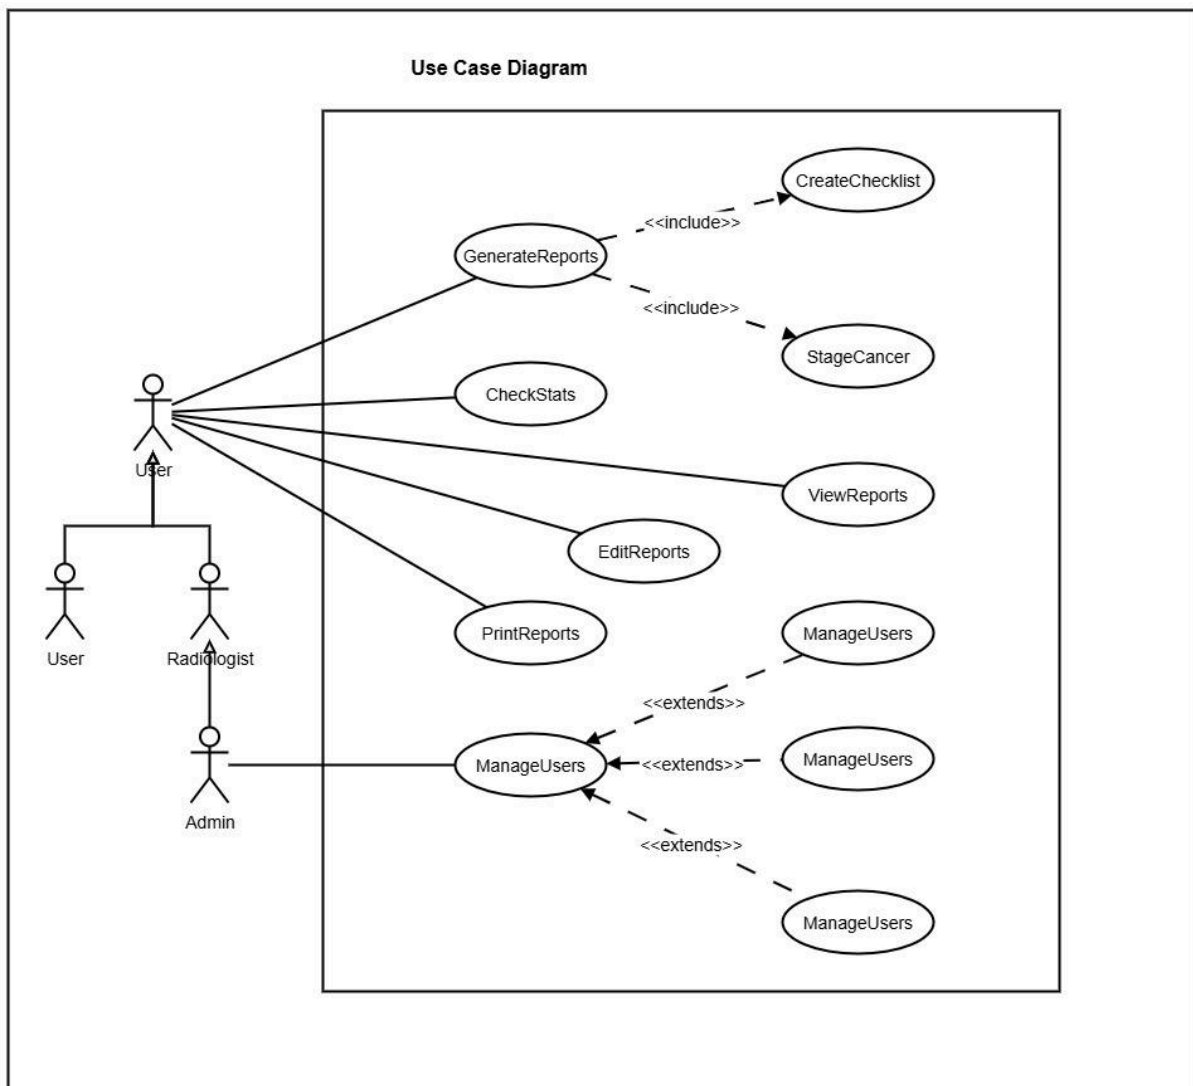 Use Case Diagram
CreateChecklist
<<include>>
GenerateReports
<<include>>
StageCancer
CheckStats
User
ViewReports
EditReports
PrintReports
ManageUsers
User
Radiologist
<<extends>>
ManageUsers
<<extends>>
ManageUsers
Admin
<<extends>>
ManageUsers